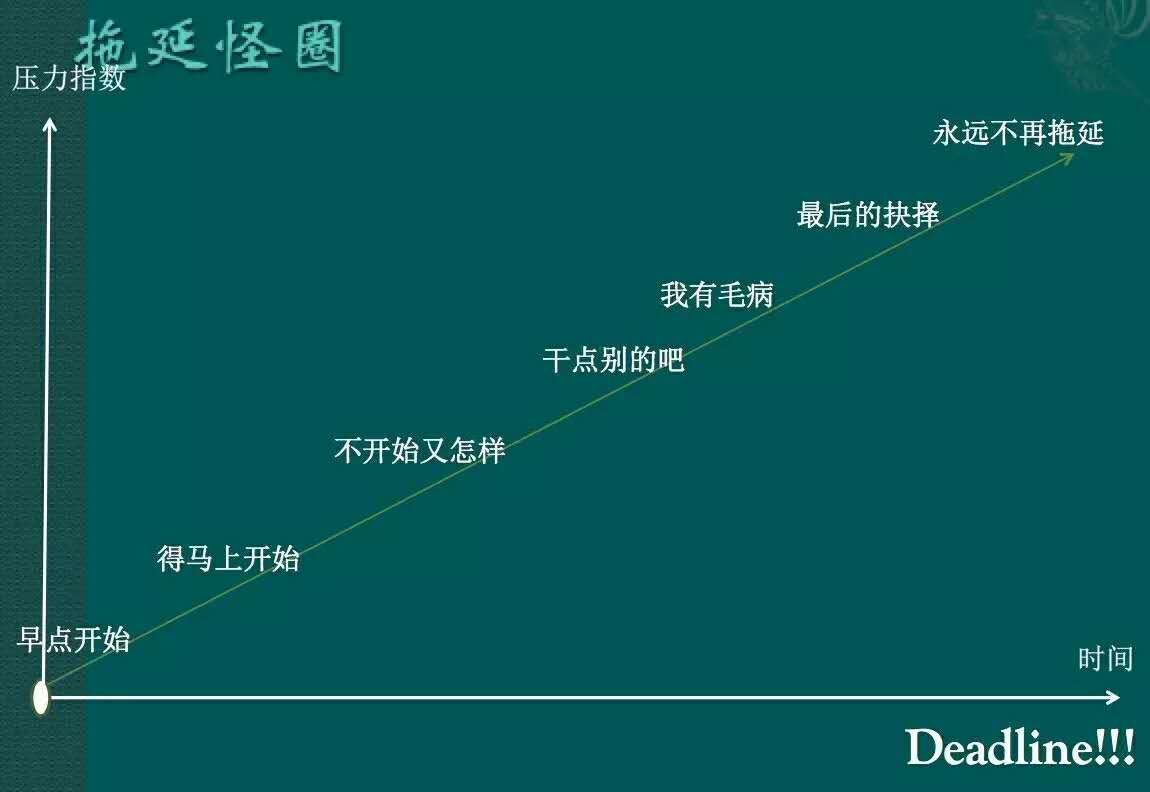 拖延怪圈
压力指数
永远不再拖延
最后的抉择
我有毛病
干点别的吧
不开始又怎样
得马上开始
早点开始
时间
Deadline!!!